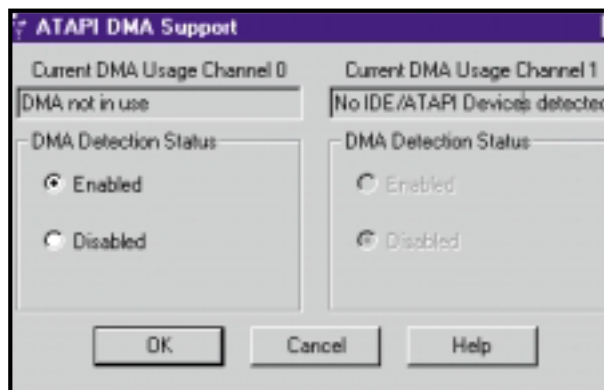 ATAPI DMA Support
Current DMA Usage Channel 0
Current DMA Usage Channel 1
DMA not in use
No IDE/ATAPI Devices detected
DMA Detection Status
DMA Detection Status
Enabled
Enabled
Disabled
Disabled
OK
Cancel
Help